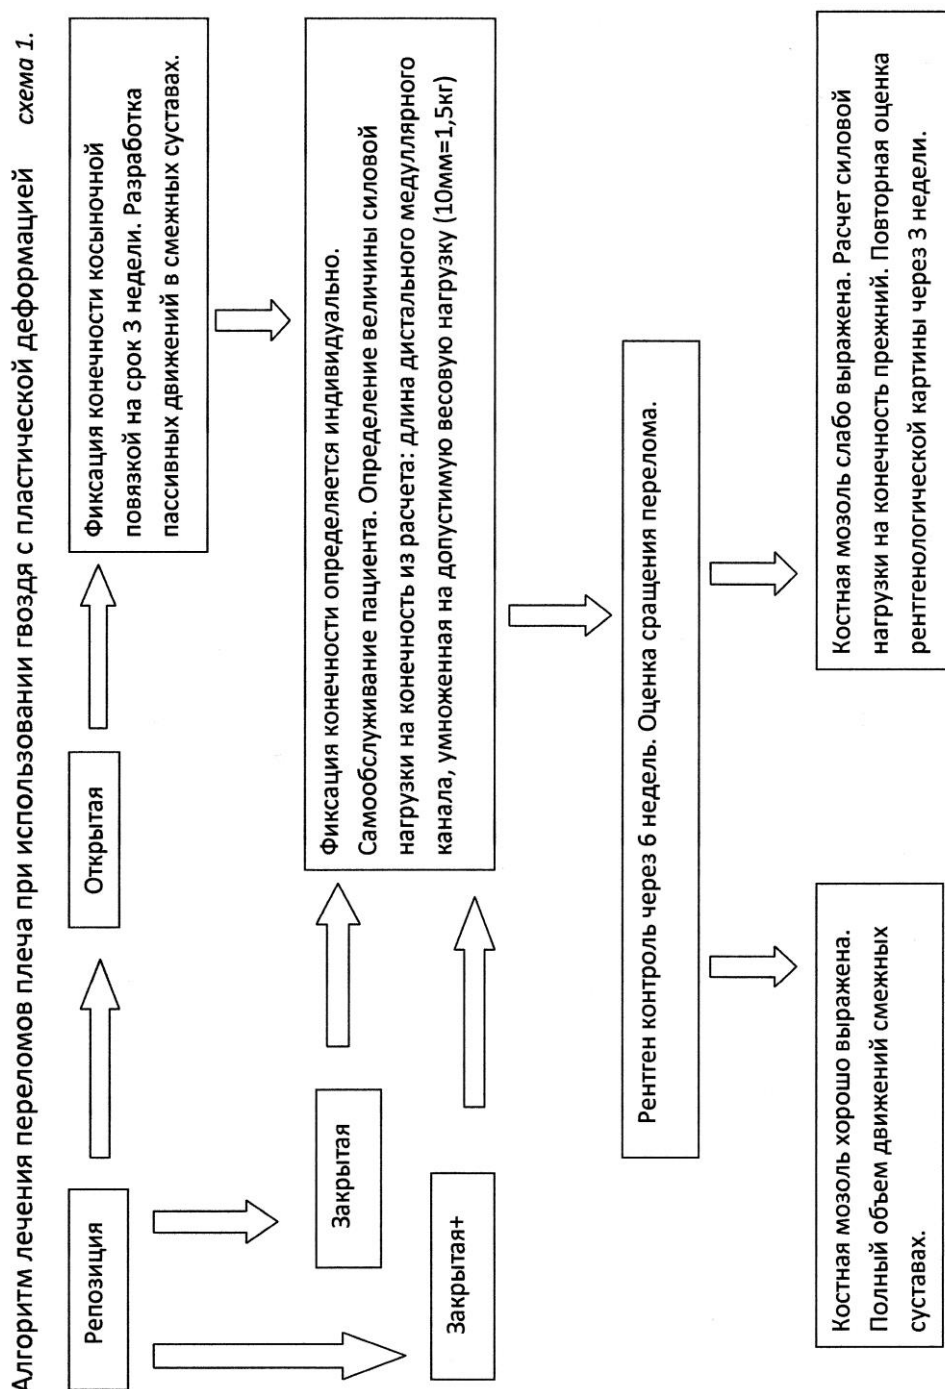 Алгоритм лечения переломов плеча при использовании гвоздя с пластической деформацией схема 1.
Репозиция
Открытая
Фиксация конечности косыночной
повязкой на срок 3 недели. Разработка
пассивных движений в смежных суставах.
Закрытая
Закрытая+
Фиксация конечности определяется индивидуально.
Самообслуживание пациента. Определение величины силовой
нагрузки на конечность из расчета: длина дистального медуллярного
канала, умноженная на допустимую весовую нагрузку (10мм=1,5кг)
Рентген контроль через 6 недель. Оценка сращения перелома.
Костная мозоль хорошо выражена.
Полный объем движений смежных
суставах.
Костная мозоль слабо выражена. Расчет силовой
нагрузки на конечность прежний. Повторная оценка
рентгенологической картины через 3 недели.